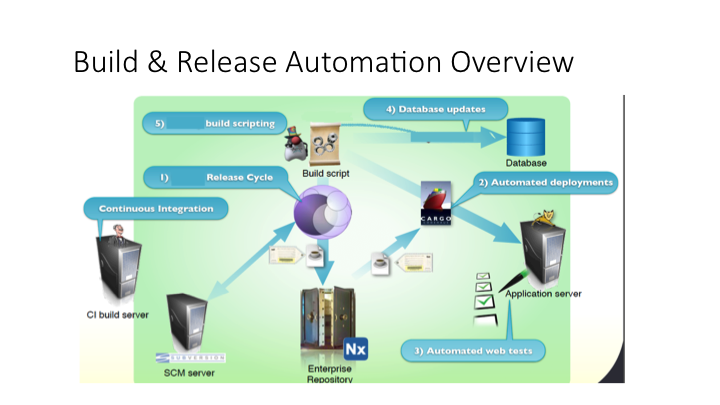 Build & Release Automation Overview
4) Database updates
5) build scripting
Database
Build script
1) Release Cycle
2) Automated deployments
CARGO
Continuous Integration
Application server
CI build server
Nx
3) Automated web tests
SUBVERSION
SCM server
Enterprise
Repository